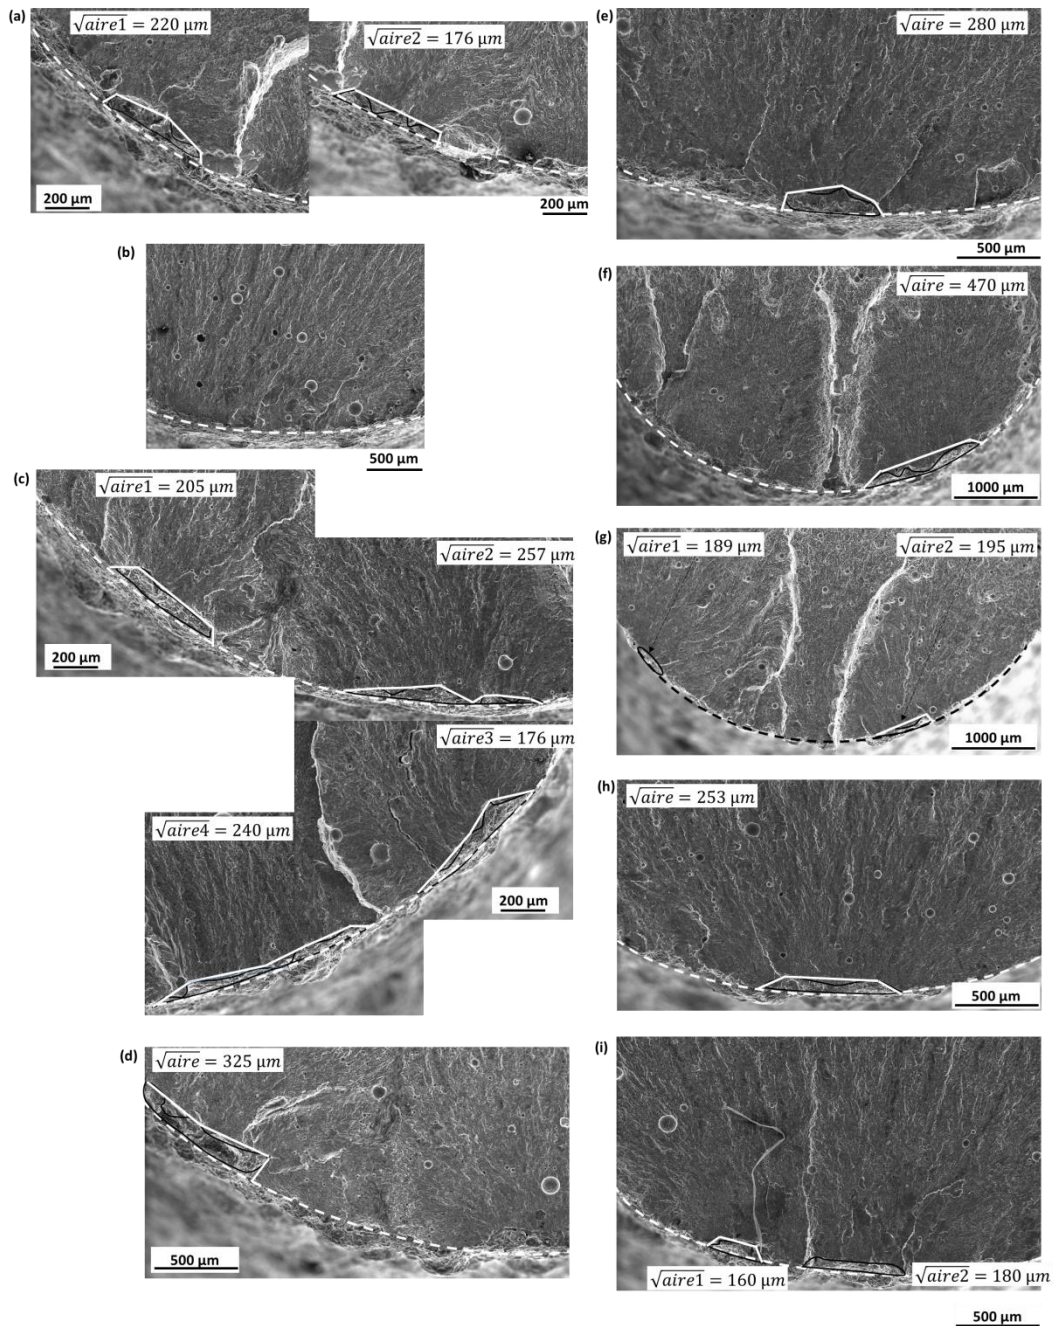 (a)
√aire1 = 220 μm
√aire2 = 176 μm
200 μm
200 μm
(b)
500 μm
(c)
√aire1 = 205 μm
√aire2 = 257 μm
200 μm
√aire3 = 176 μm
√aire4 = 240 μm
200 μm
(d)
√aire = 325 μm
500 μm
(e)
√aire = 280 μm
500 μm
(f)
√aire = 470 μm
1000 μm
(g)
√aire1 = 189 μm
√aire2 = 195 μm
1000 μm
(h)
√aire = 253 μm
500 μm
(i)
√aire1 = 160 μm
√aire2 = 180 μm
500 μm